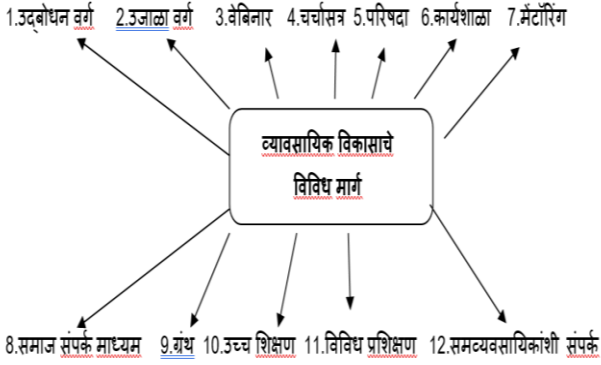 1.उद्बोधन वर्ग 2.उजाळा वर्ग 3.वेबिनार 4.चर्चासत्र 5.परिषदा 6.कार्यशाळा 7.मेंटॉरिंग
व्यावसायिक विकासाचे
विविध मार्ग
8.समाज संपर्क माध्यम 9.ग्रंथ 10.उच्च शिक्षण 11.विविध प्रशिक्षण 12.समव्यवसायिकांशी संपर्क